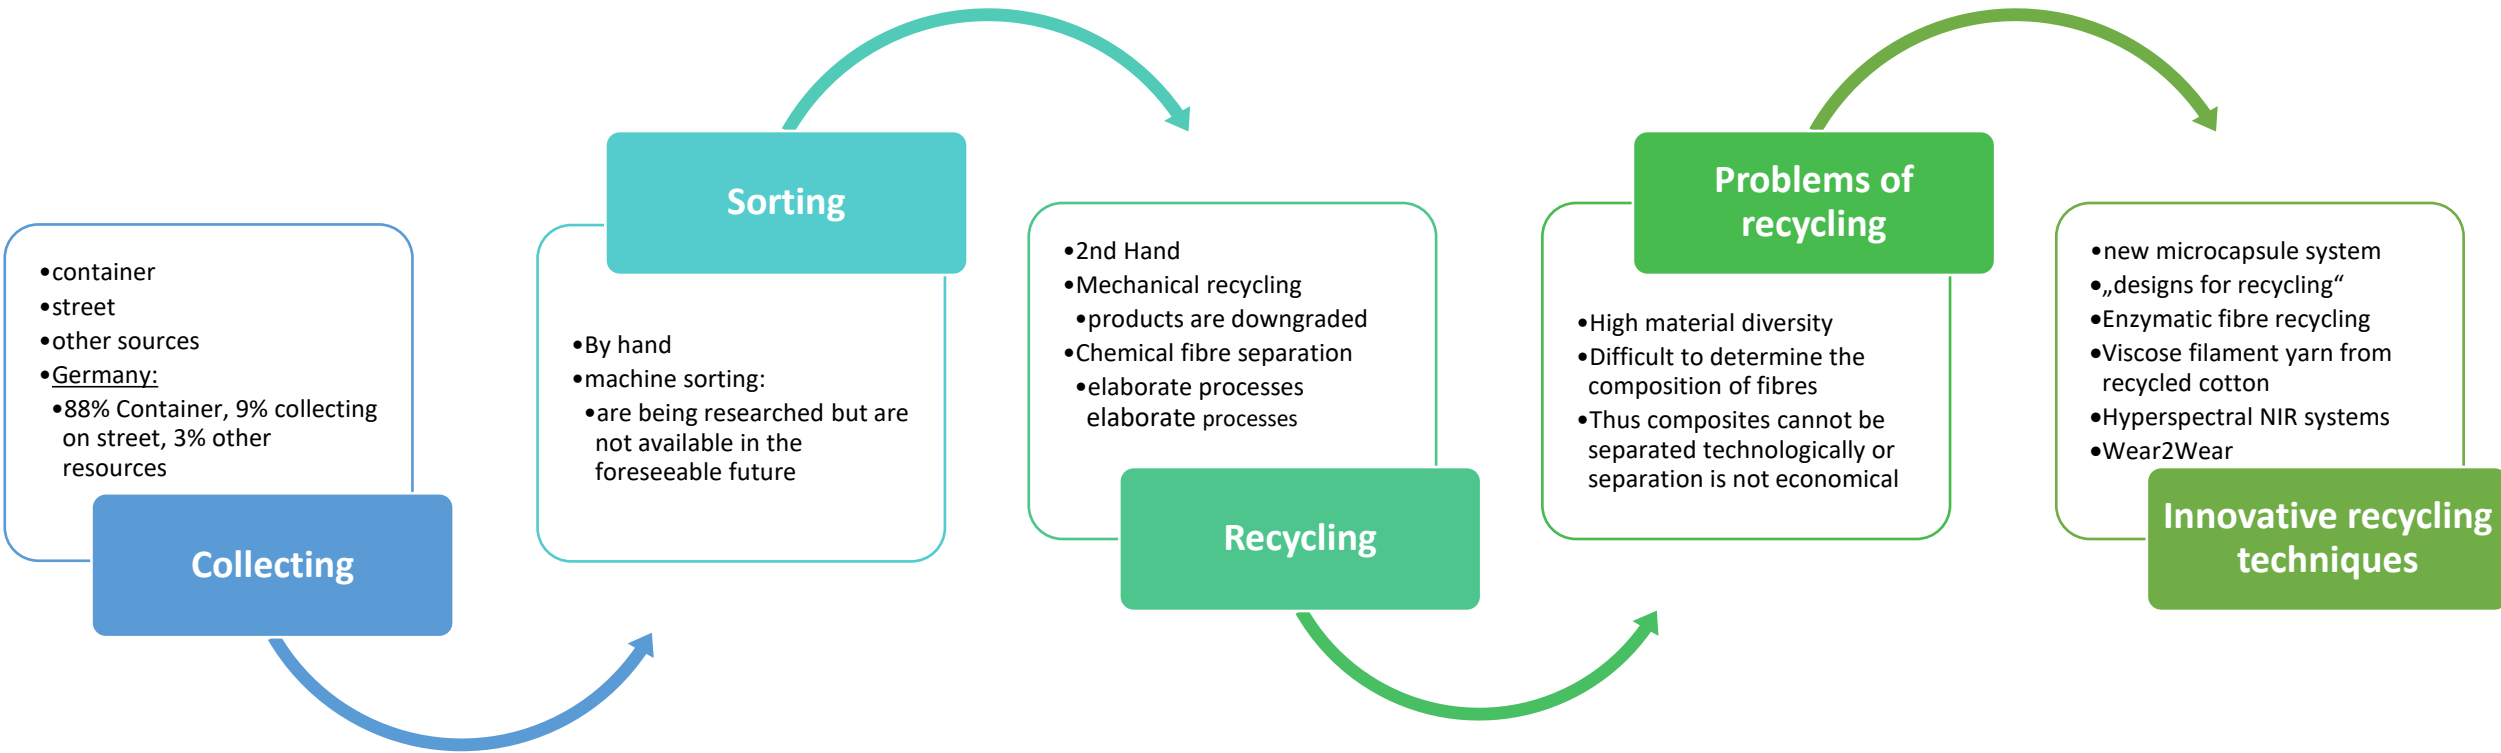 •container
•street
•other sources
•Germany:
•88% Container, 9% collecting
on street, 3% other
resources
Collecting
Sorting
•By hand
•machine sorting:
•are being researched but are
not available in the
foreseeable future
•2nd Hand
•Mechanical recycling
•products are downgraded
•Chemical fibre separation
•elaborate processes
elaborate processes
Recycling
Problems of
recycling
•High material diversity
•Difficult to determine the
composition of fibres
•Thus composites cannot be
separated technologically or
separation is not economical
•new microcapsule system
•„designs for recycling“
•Enzymatic fibre recycling
•Viscose filament yarn from
recycled cotton
•Hyperspectral NIR systems
•Wear2Wear
Innovative recycling
techniques